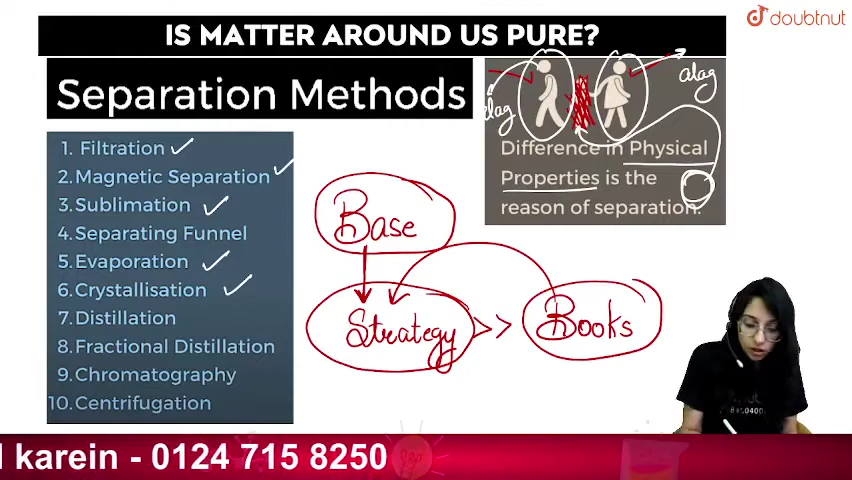 doubtnut
IS MATTER AROUND US PURE?
Separation Methods
1. Filtration
2. Magnetic Separation
3. Sublimation
4. Separating Funnel
5. Evaporation
6. Crystallisation
7. Distillation
8. Fractional Distillation
9. Chromatography
10. Centrifugation
alag
alag
Difference in Physical
Properties is the
reason of separation.
Base
Strategy >> Books
karein - 0124 715 8250